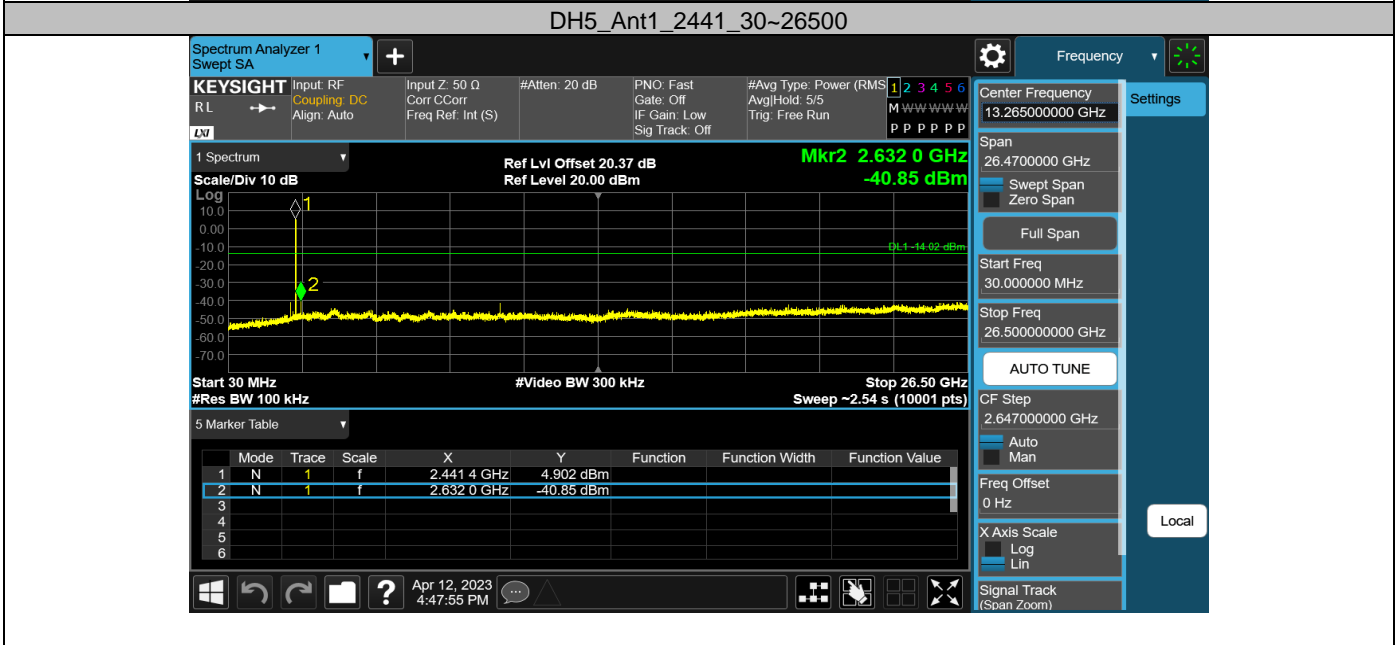 DH5_Ant1_2441_30~26500
Spectrum Analyzer 1
Swept SA
Frequency
KEYSIGHT
RL
LXI
Input: RF
Coupling: DC
Align: Auto
Input Z: 50 Ω
Corr CCorr
Freq Ref: Int (S)
#Atten: 20 dB
PNO: Fast
Gate: Off
IF Gain: Low
Sig Track: Off
#Avg Type: Power (RMS
Avg|Hold: 5/5
Trig: Free Run
1 2 3 4 5 6
M W W W W W
P P P P P P
1 Spectrum
Scale/Div 10 dB
Ref Lvl Offset 20.37 dB
Ref Level 20.00 dBm
Mkr2 2.632 0 GHz
-40.85 dBm
Log
10.0
0.00
-10.0
-20.0
-30.0
-40.0
-50.0
-60.0
-70.0
1
2
DL1 -14.02 dBm
Start 30 MHz
#Video BW 300 kHz
Stop 26.50 GHz
#Res BW 100 kHz
Sweep ~2.54 s (10001 pts)
5 Marker Table
Mode Trace Scale X Y Function Function Width Function Value
1 N 1 f 2.441 4 GHz 4.902 dBm
2 N 1 f 2.632 0 GHz -40.85 dBm
3
4
5
6
?
Apr 12, 2023
4:47:55 PM
Center Frequency
13.265000000 GHz
Settings
Span
26.4700000 GHz
Swept Span
Zero Span
Full Span
Start Freq
30.000000 MHz
Stop Freq
26.500000000 GHz
AUTO TUNE
CF Step
2.647000000 GHz
Auto
Man
Freq Offset
0 Hz
Local
X Axis Scale
Log
Lin
Signal Track
(Span Zoom)